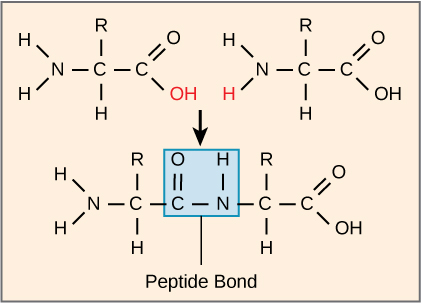 R R
H O H O
N C C N C C
H OH H OH
H H
O H
R R
H O
N C C N C C
H OH
H H
Peptide Bond